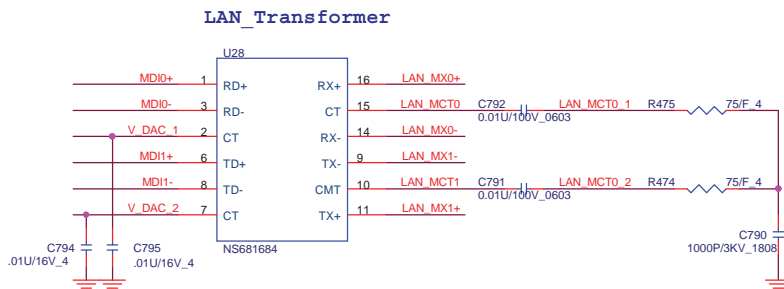 LAN_Transformer
U28
MDI0+ 1 RD+ RX+ 16 LAN_MX0+
MDI0- 3 RD- CT 15 LAN_MCT0 C792 LAN_MCT0_1 R475 75/F_4
0.01U/100V_0603
V_DAC_1 2 CT RX- 14 LAN_MX0-
MDI1+ 6 TD+ TX- 9 LAN_MX1-
MDI1- 8 TD- CMT 10 LAN_MCT1 C791 LAN_MCT0_2 R474 75/F_4
0.01U/100V_0603
V_DAC_2 7 CT TX+ 11 LAN_MX1+
C794 C795 NS681684 C790
.01U/16V_4 .01U/16V_4 1000P/3KV_1808